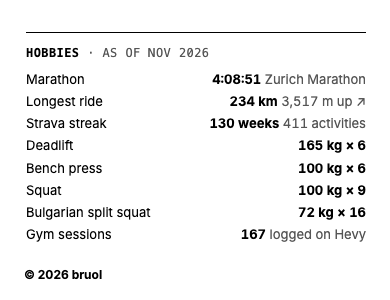 HOBBIES · AS OF NOV 2026
Marathon 4:08:51 Zurich Marathon
Longest ride 234 km 3,517 m up ↗
Strava streak 130 weeks 411 activities
Deadlift 165 kg × 6
Bench press 100 kg × 6
Squat 100 kg × 9
Bulgarian split squat 72 kg × 16
Gym sessions 167 logged on Hevy
© 2026 bruol